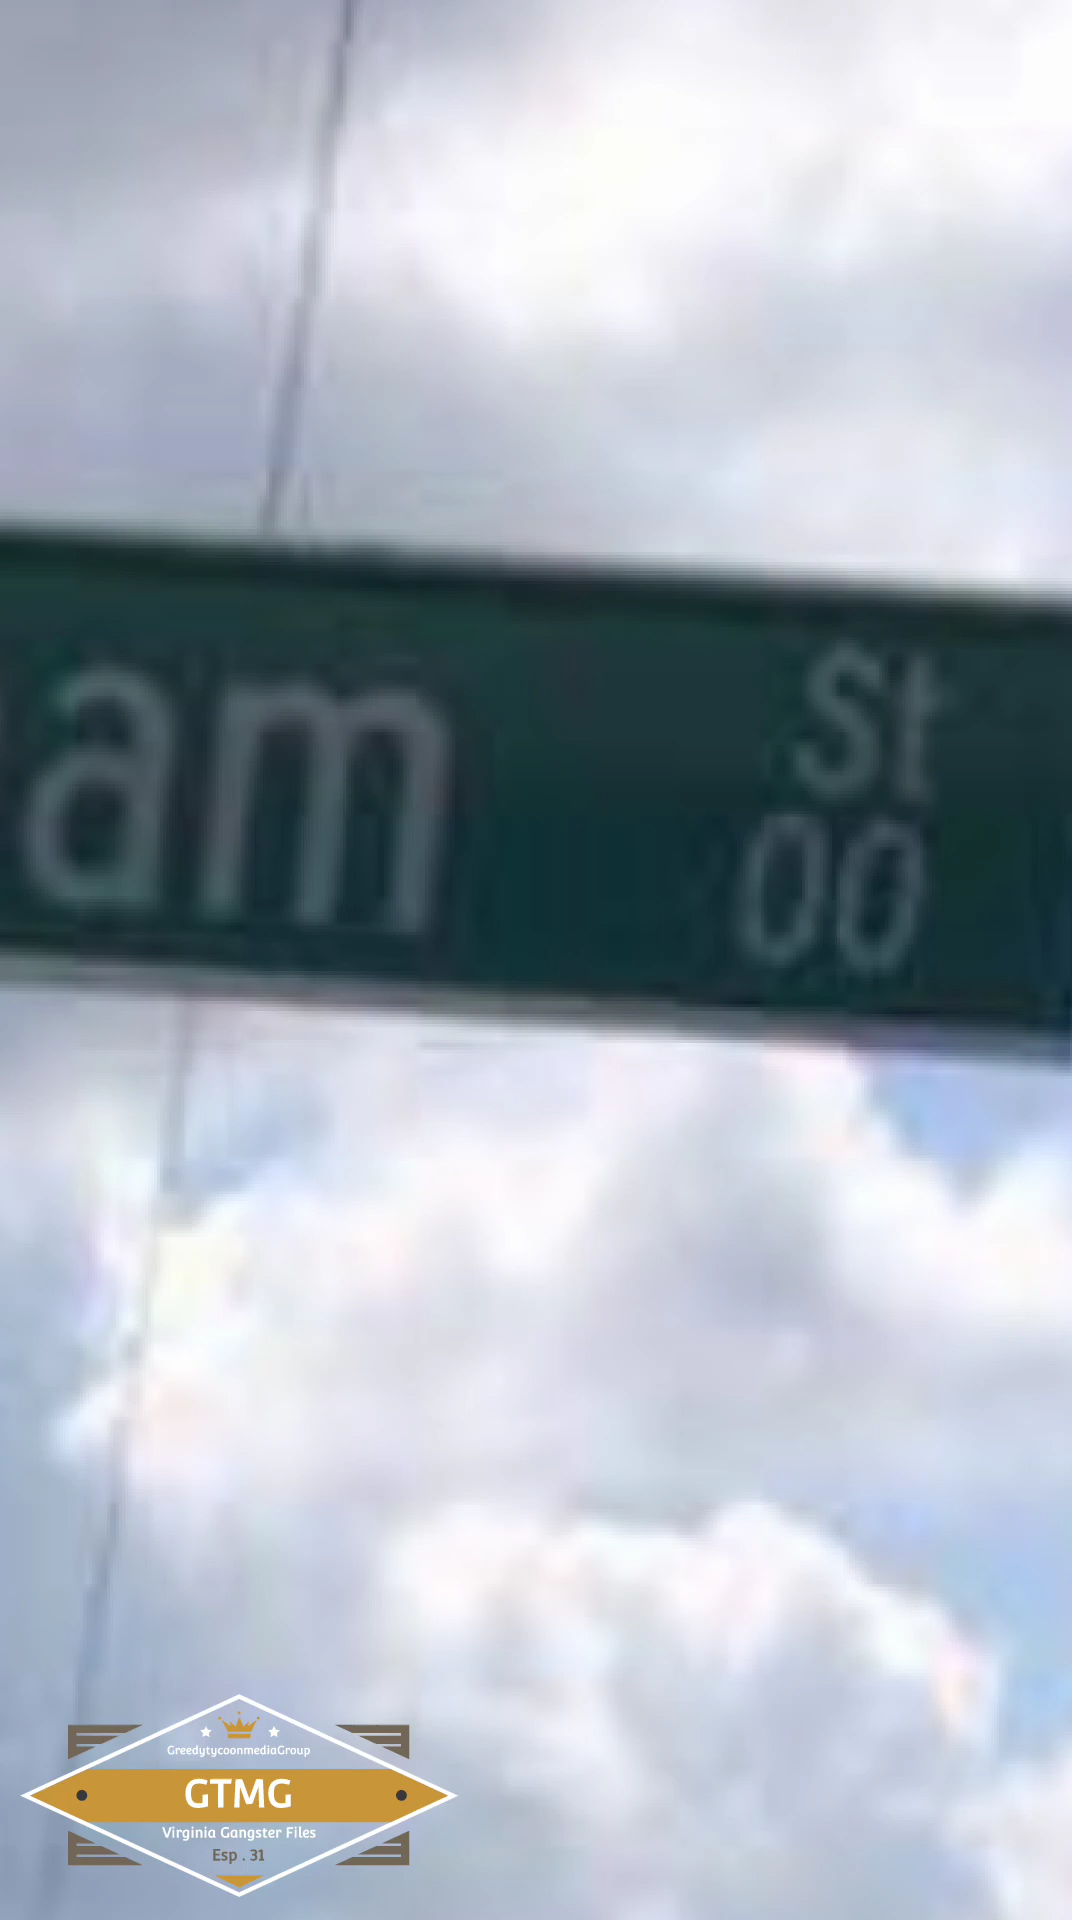 am St
00
GreedytycoonmediaGroup
GTMG
Virginia Gangster Files
Esp . 31